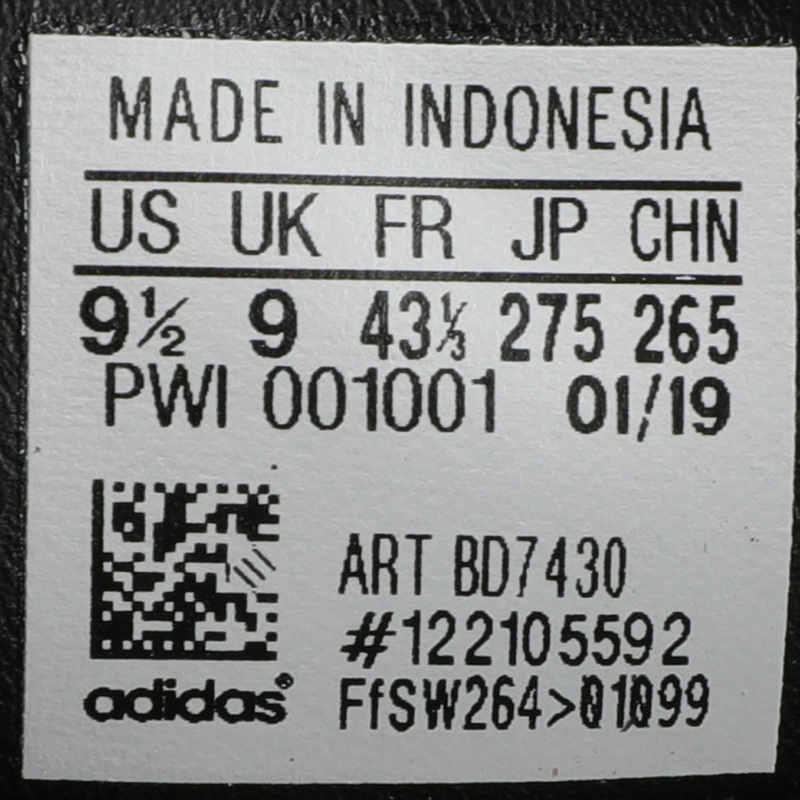 MADE IN INDONESIA
US UK FR JP CHN
9½ 9 43⅓ 275 265
PWI 001001 01/19
ART BD7430
#122105592
adidas® FfSW264>01099